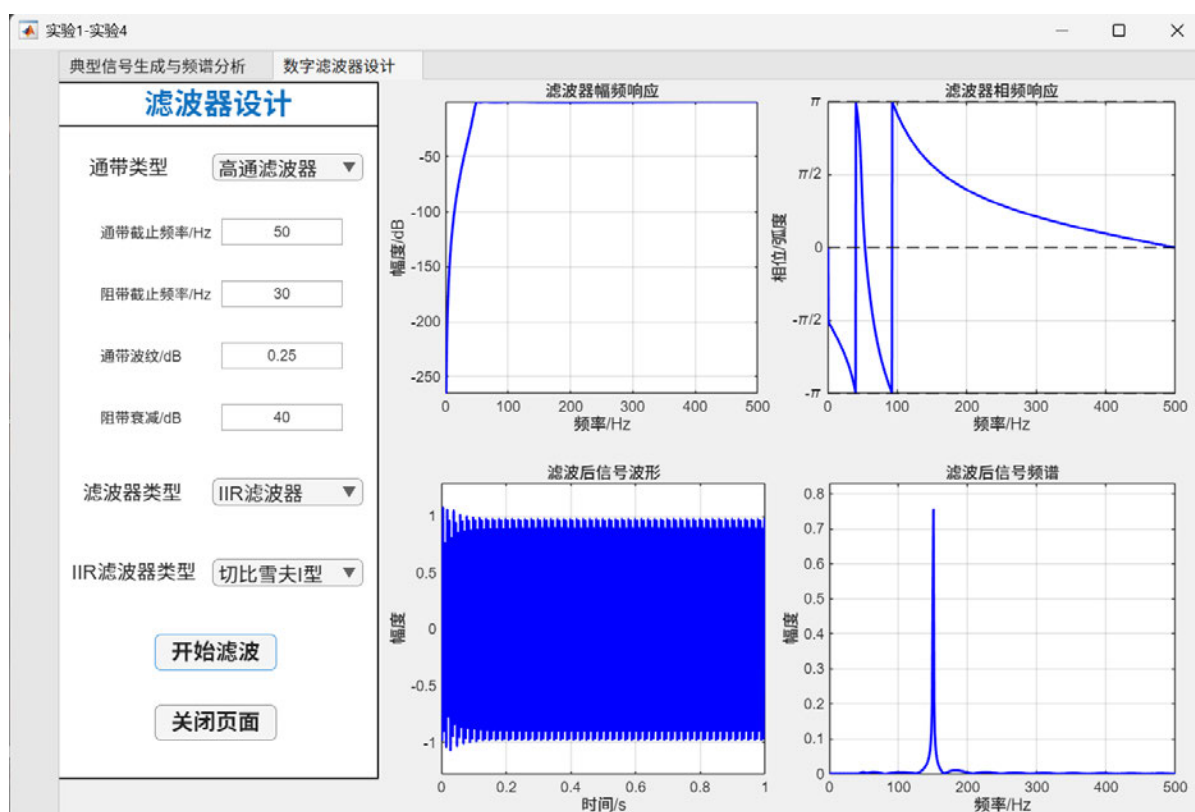 实验1-实验4
典型信号生成与频谱分析 数字滤波器设计
滤波器设计
通带类型 高通滤波器
通带截止频率/Hz 50
阻带截止频率/Hz 30
通带波纹/dB 0.25
阻带衰减/dB 40
滤波器类型 IIR滤波器
IIR滤波器类型 切比雪夫I型
开始滤波
关闭页面
滤波器幅频响应
幅度/dB
-50
-100
-150
-200
-250
0 100 200 300 400 500
频率/Hz
滤波器相频响应
相位/弧度
π
π/2
0
-π/2
-π
0 100 200 300 400 500
频率/Hz
滤波后信号波形
幅度
1
0.5
0
-0.5
-1
0 0.2 0.4 0.6 0.8 1
时间/s
滤波后信号频谱
幅度
0.8
0.7
0.6
0.5
0.4
0.3
0.2
0.1
0
0 100 200 300 400 500
频率/Hz